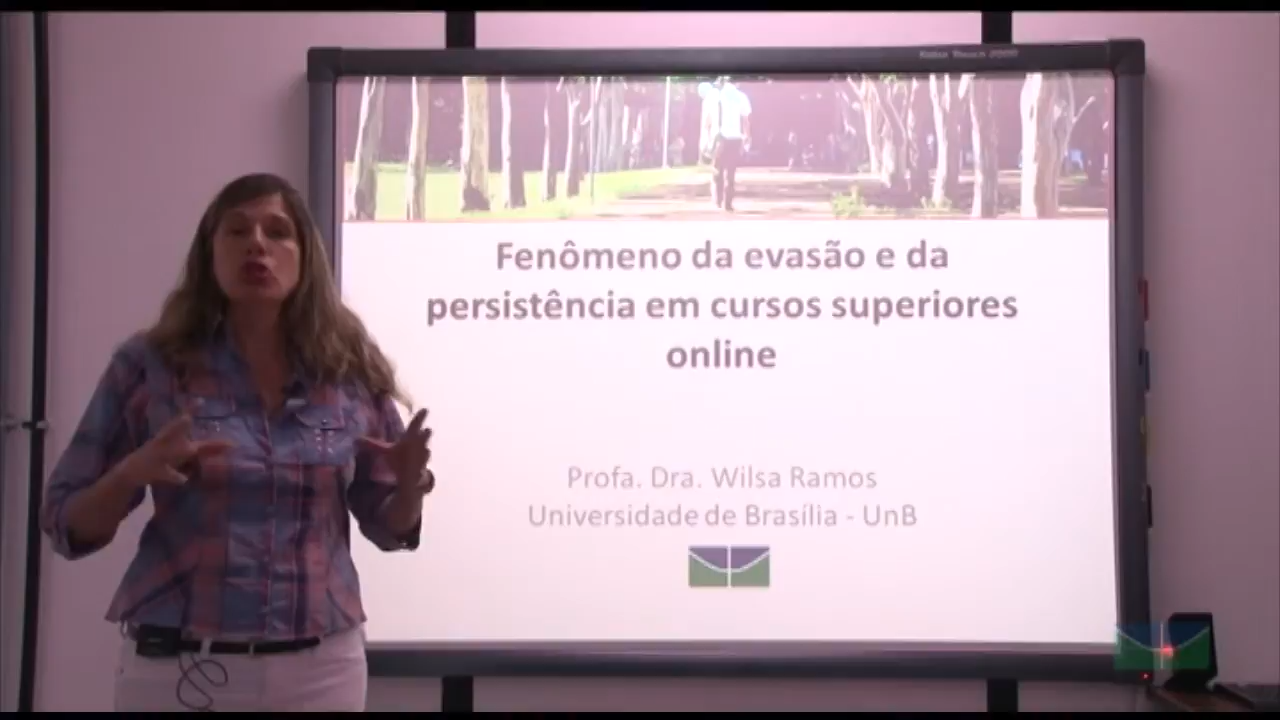 Fenômeno da evasão e da
persistência em cursos superiores
online
Profa. Dra. Wilsa Ramos
Universidade de Brasília - UnB